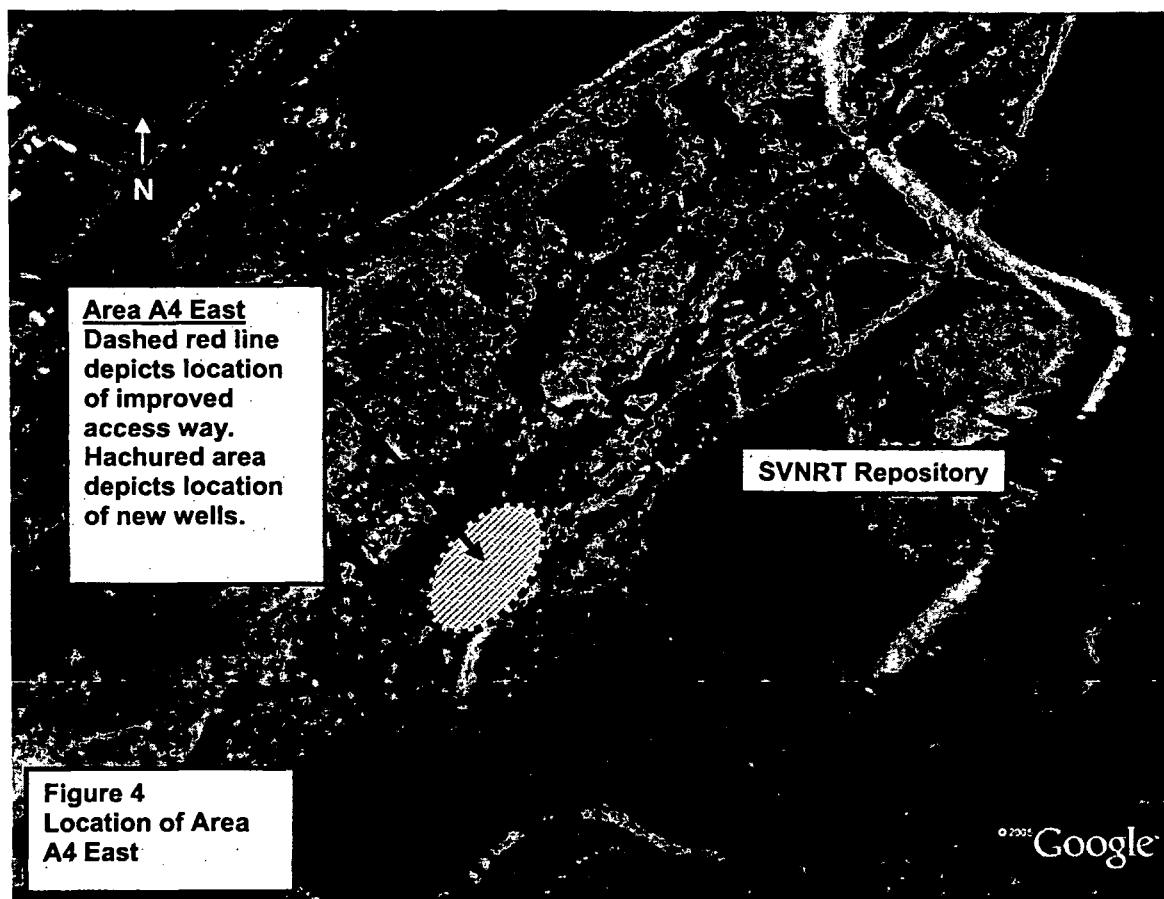 N
Area A4 East
Dashed red line
depicts location
of improved
access way.
Hachured area
depicts location
of new wells.
SVNRT Repository
Figure 4
Location of Area
A4 East
©2005 Google